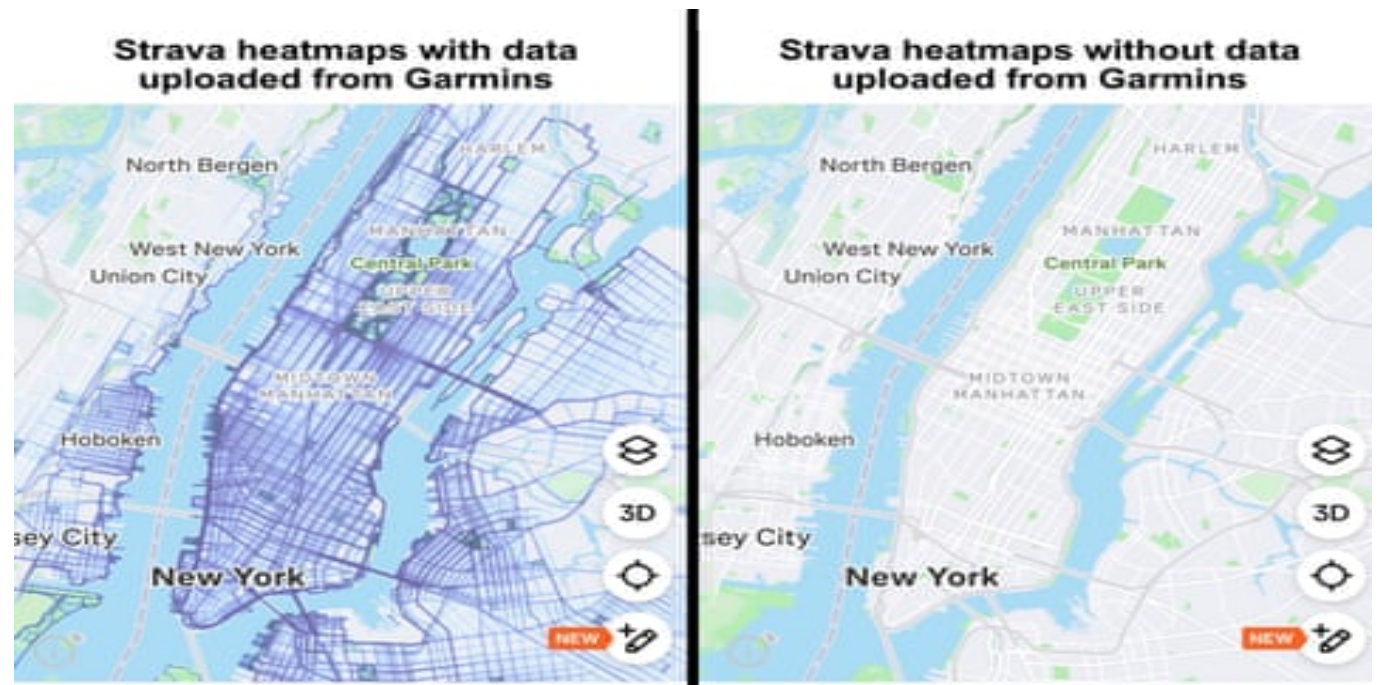 Strava heatmaps with data
uploaded from Garmins
North Bergen
HARLEM
West New York
MANHATTAN
Union City
Central Park
UPPER
EAST SIDE
MIDTOWN
MANHATTAN
Hoboken
3D
sey City
New York
NEW
Strava heatmaps without data
uploaded from Garmins
North Bergen
HARLEM
West New York
MANHATTAN
Union City
Central Park
UPPER
EAST SIDE
MIDTOWN
MANHATTAN
Hoboken
3D
sey City
New York
NEW